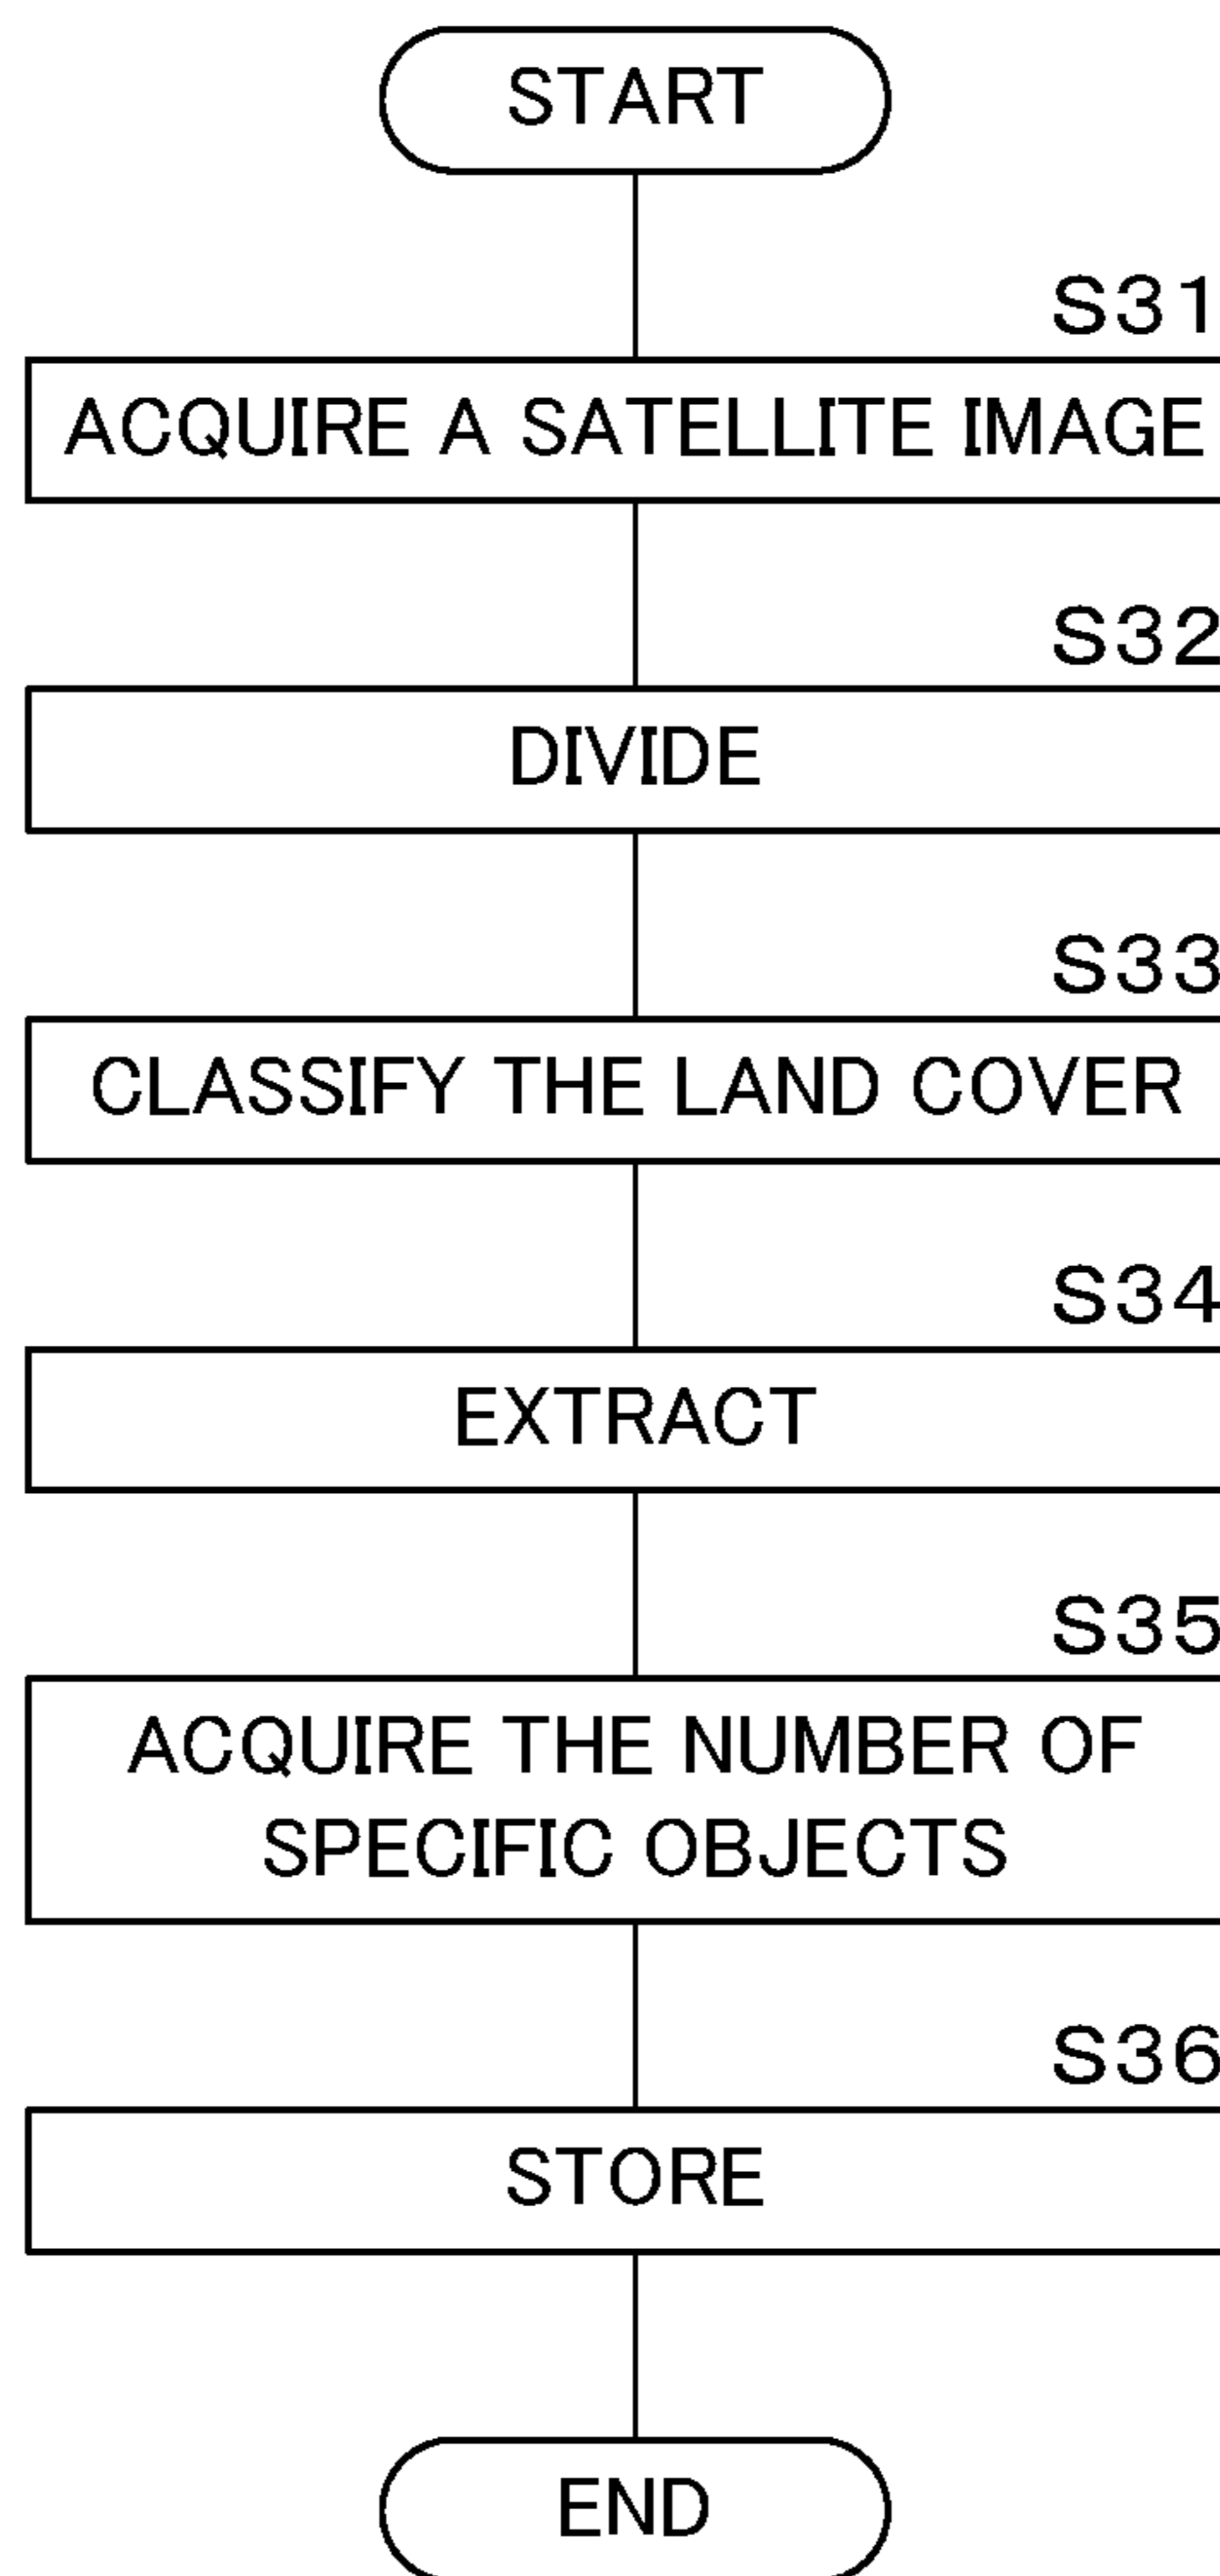 START
S31
ACQUIRE A SATELLITE IMAGE
S32
DIVIDE
S33
CLASSIFY THE LAND COVER
S34
EXTRACT
S35
ACQUIRE THE NUMBER OF
SPECIFIC OBJECTS
S36
STORE
END